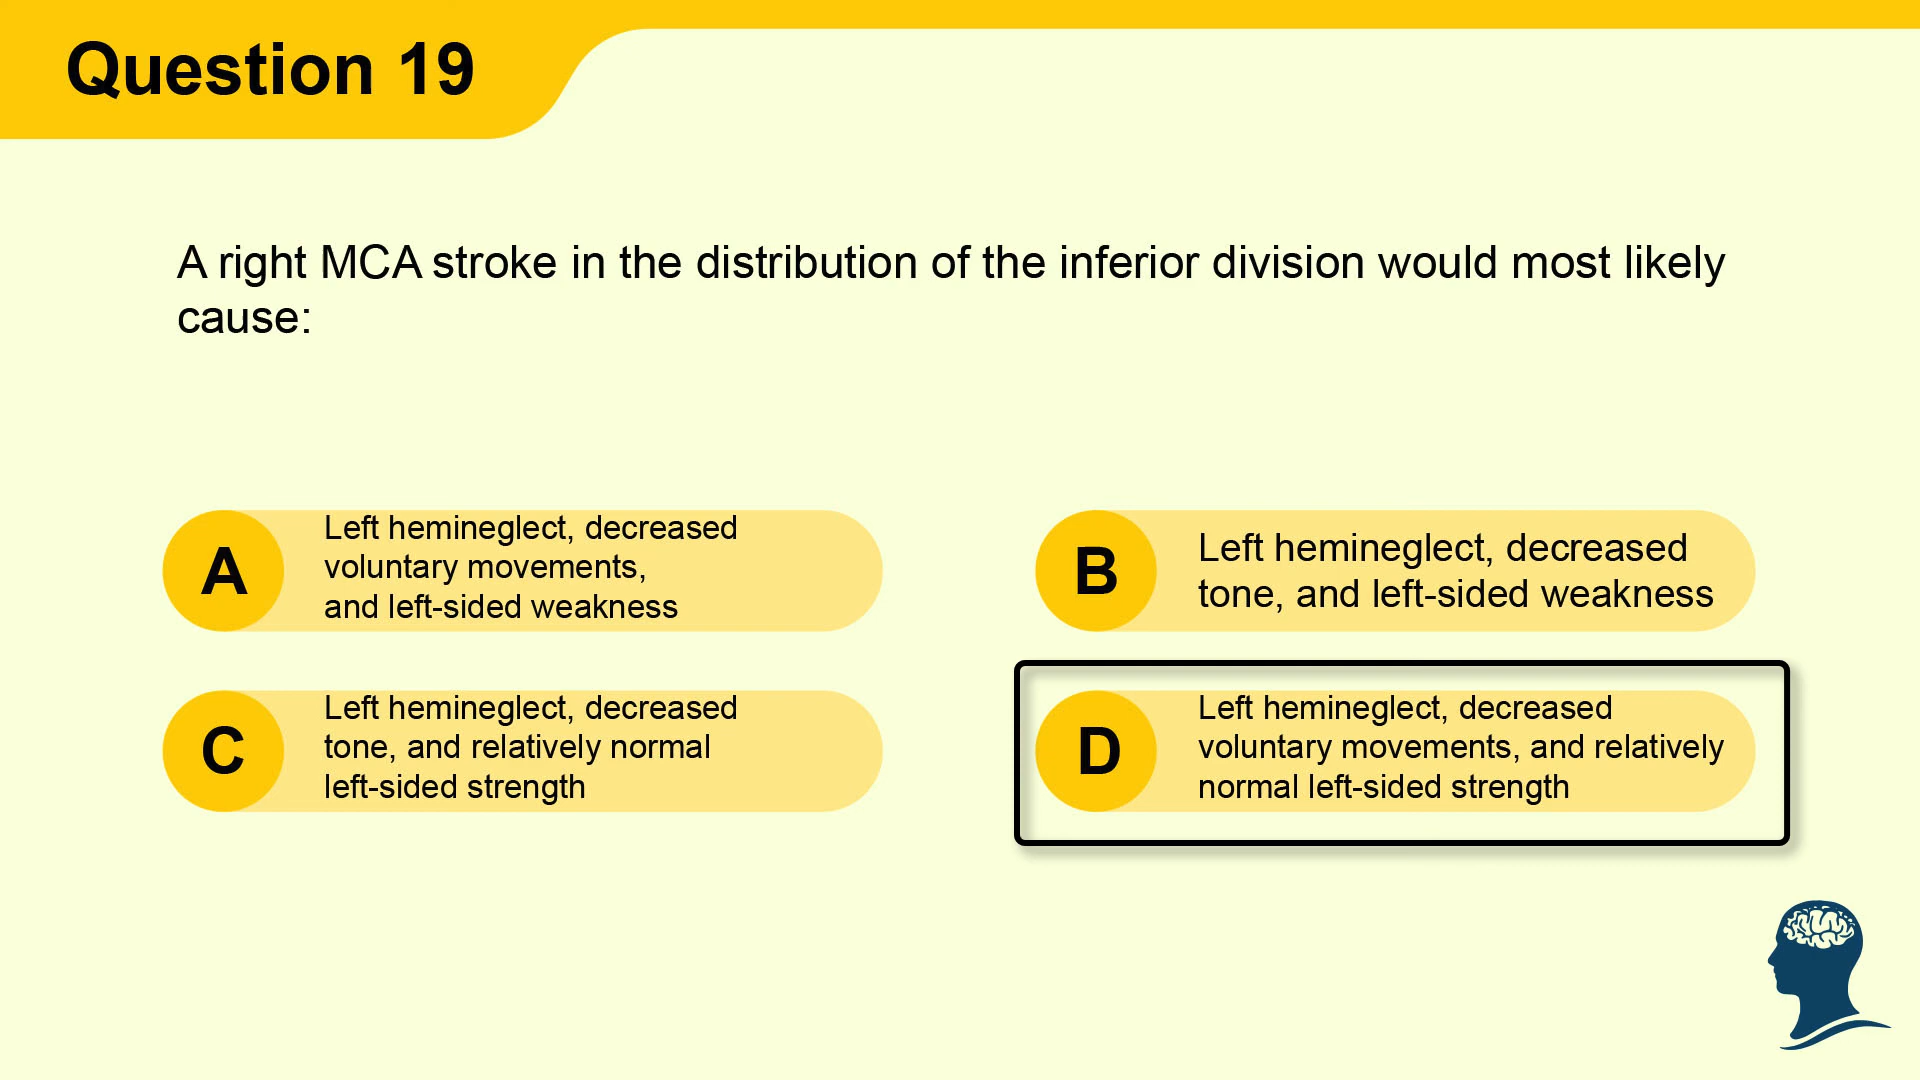 Question 19
A right MCA stroke in the distribution of the inferior division would most likely
cause:
A
Left hemineglect, decreased
voluntary movements,
and left-sided weakness
B
Left hemineglect, decreased
tone, and left-sided weakness
C
Left hemineglect, decreased
tone, and relatively normal
left-sided strength
D
Left hemineglect, decreased
voluntary movements, and relatively
normal left-sided strength